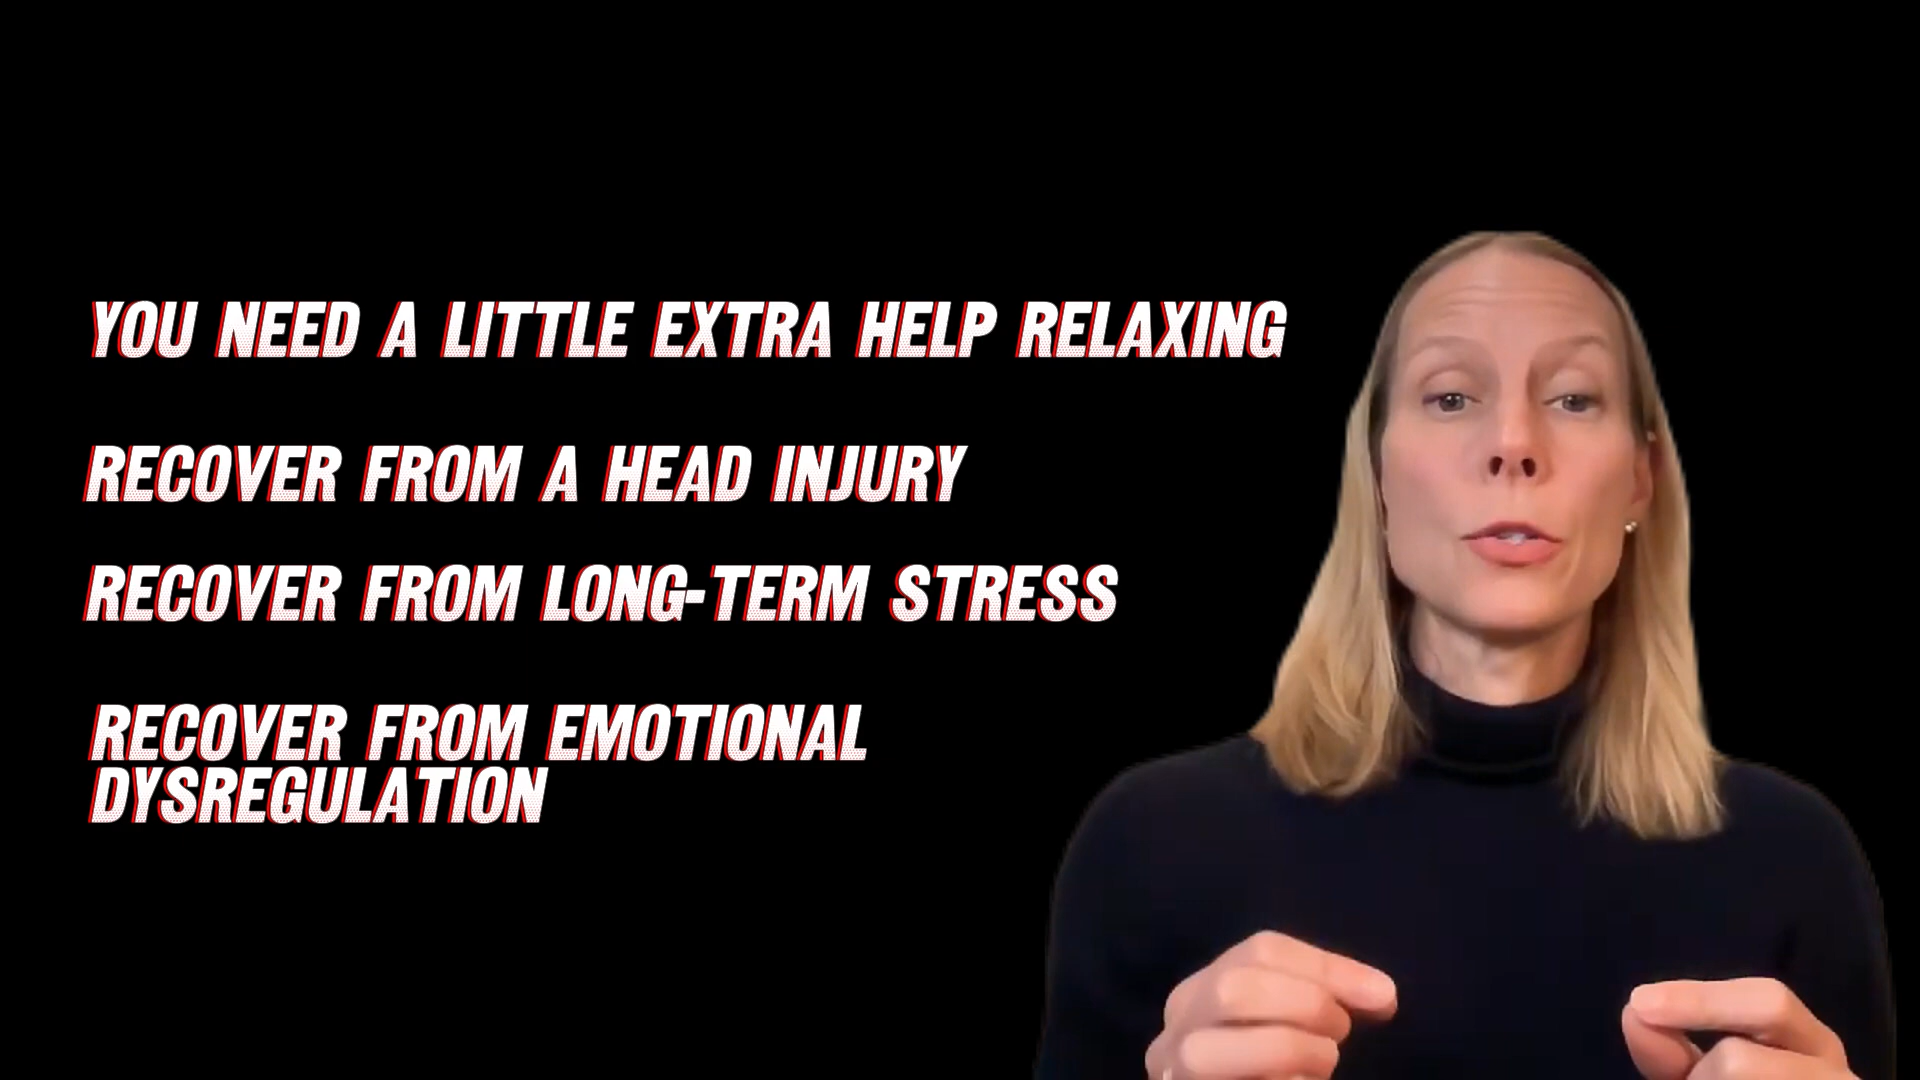 YOU NEED A LITTLE EXTRA HELP RELAXING
RECOVER FROM A HEAD INJURY
RECOVER FROM LONG-TERM STRESS
RECOVER FROM EMOTIONAL
DYSREGULATION